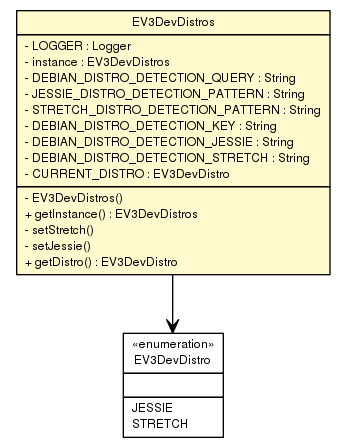 EV3DevDistros
- LOGGER : Logger
- instance : EV3DevDistros
- DEBIAN_DISTRO_DETECTION_QUERY : String
- JESSIE_DISTRO_DETECTION_PATTERN : String
- STRETCH_DISTRO_DETECTION_PATTERN : String
- DEBIAN_DISTRO_DETECTION_KEY : String
- DEBIAN_DISTRO_DETECTION_JESSIE : String
- DEBIAN_DISTRO_DETECTION_STRETCH : String
- CURRENT_DISTRO : EV3DevDistro
- EV3DevDistros()
+ getInstance() : EV3DevDistros
- setStretch()
- setJessie()
+ getDistro() : EV3DevDistro
«enumeration»
EV3DevDistro
JESSIE
STRETCH